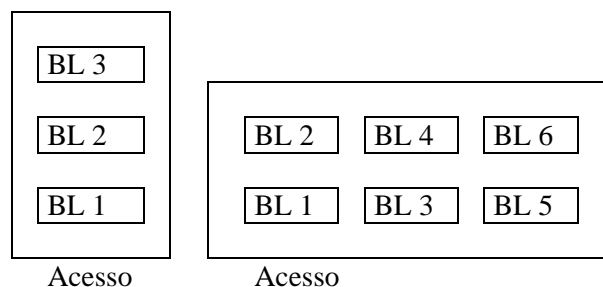 BL 3
BL 2
BL 1
Acesso
BL 2 BL 4 BL 6
BL 1 BL 3 BL 5
Acesso